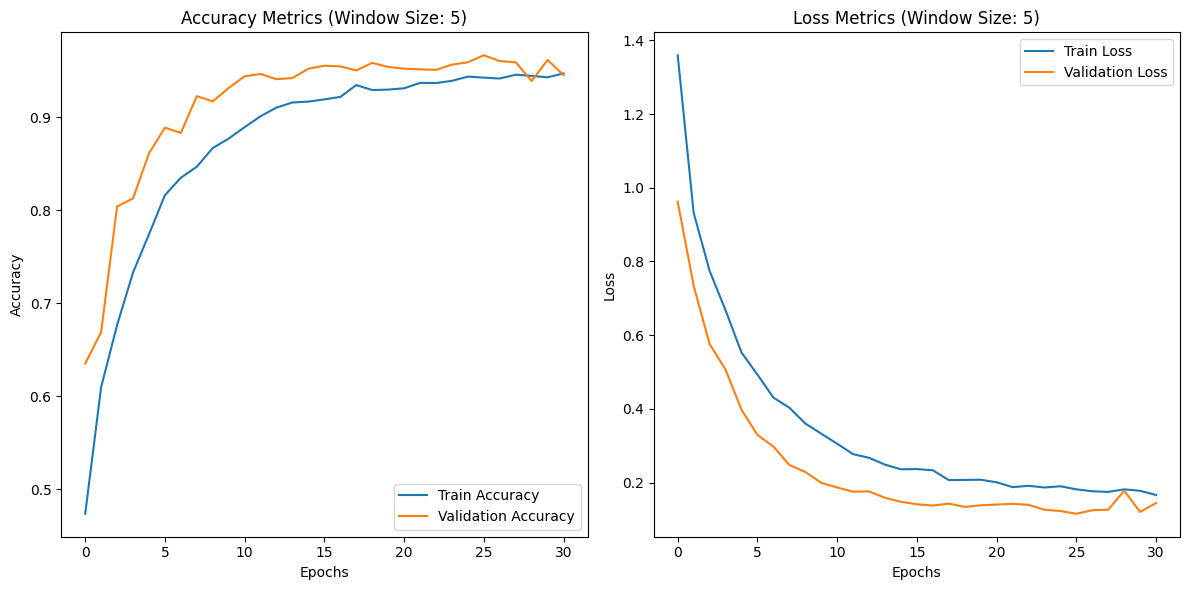 Accuracy Metrics (Window Size: 5)
Accuracy
0.9
0.8
0.7
0.6
0.5
Train Accuracy
Validation Accuracy
0 5 10 15 20 25 30
Epochs
Loss Metrics (Window Size: 5)
Loss
1.4
1.2
1.0
0.8
0.6
0.4
0.2
Train Loss
Validation Loss
0 5 10 15 20 25 30
Epochs